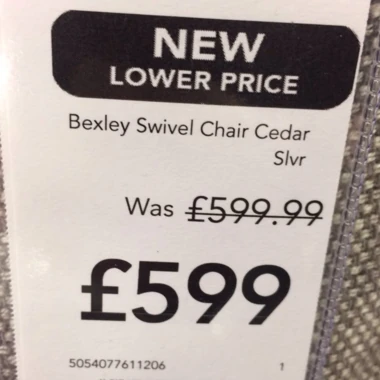 NEW
LOWER PRICE
Bexley Swivel Chair Cedar
Slvr
Was £599.99
£599
5054077611206 1